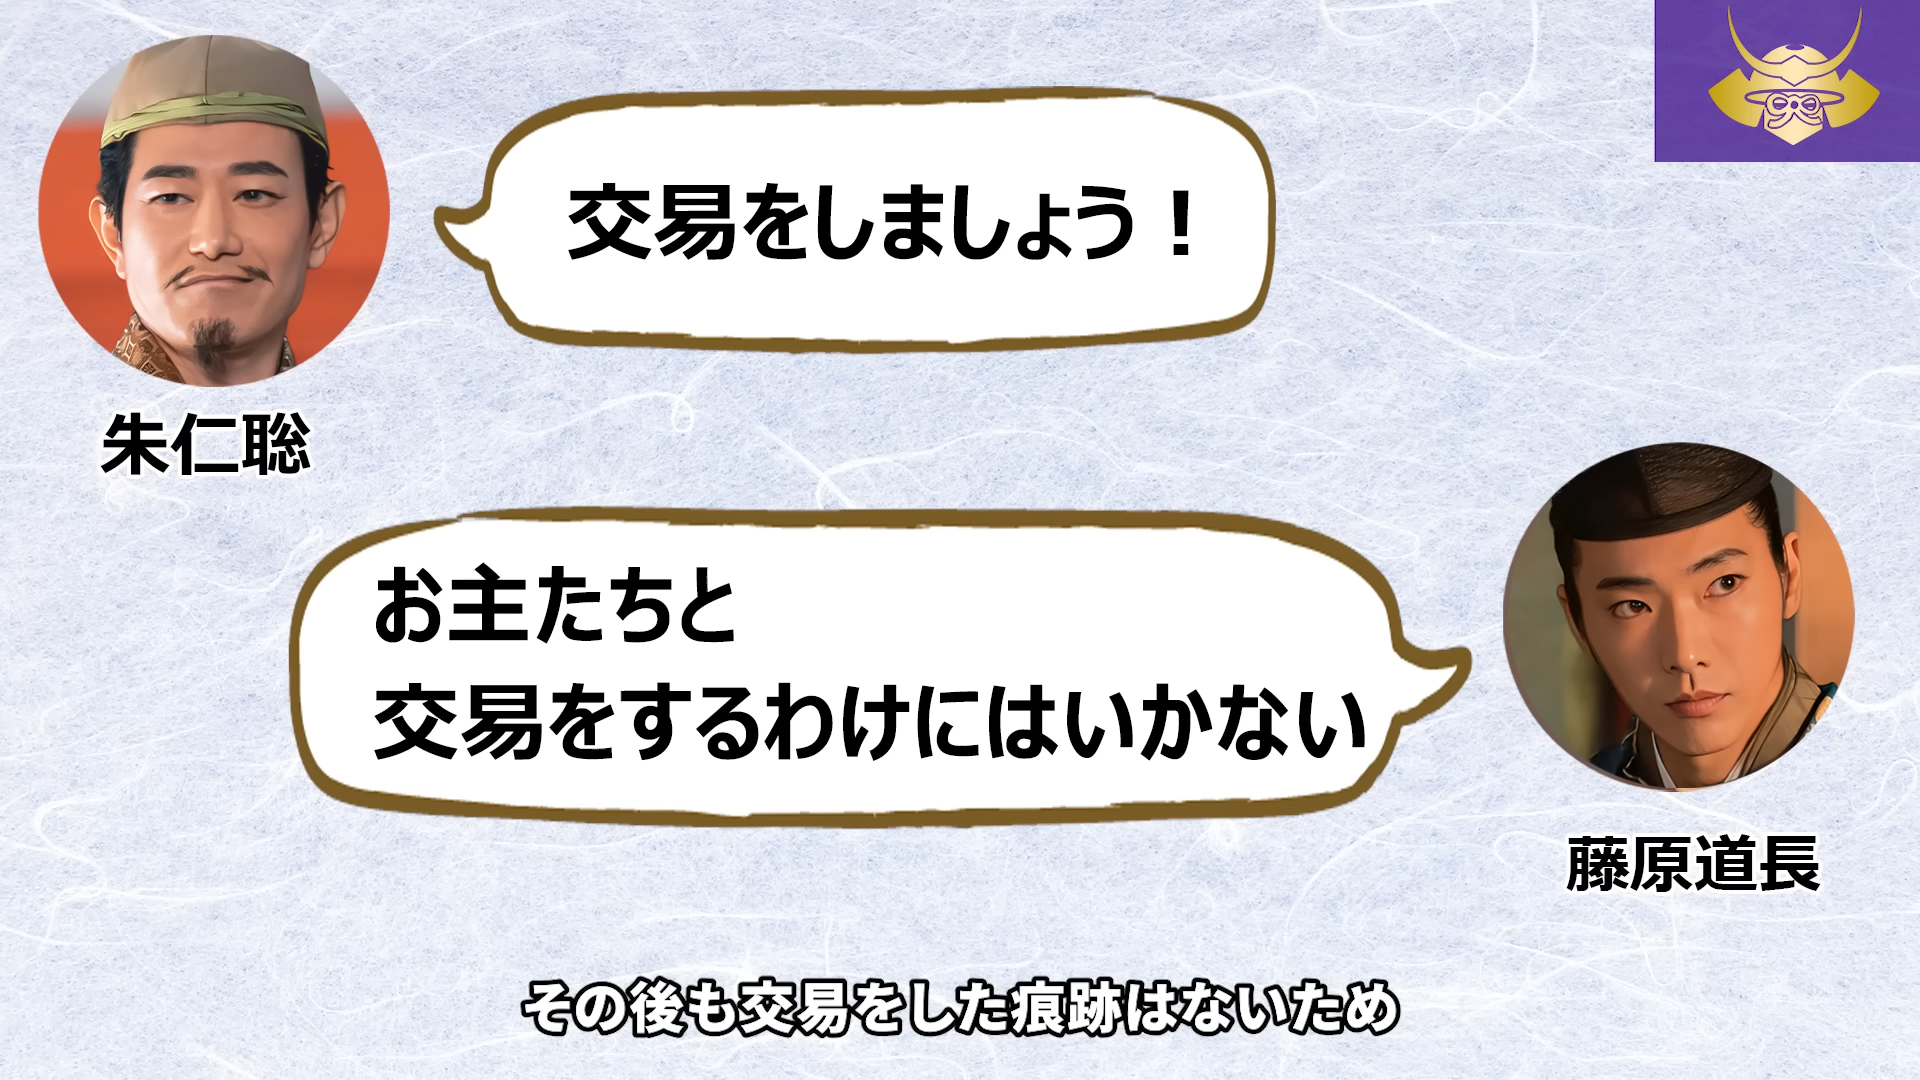 交易をしましょう！
朱仁聡
お主たちと
交易をするわけにはいかない
藤原道長
その後も交易をした痕跡はないため